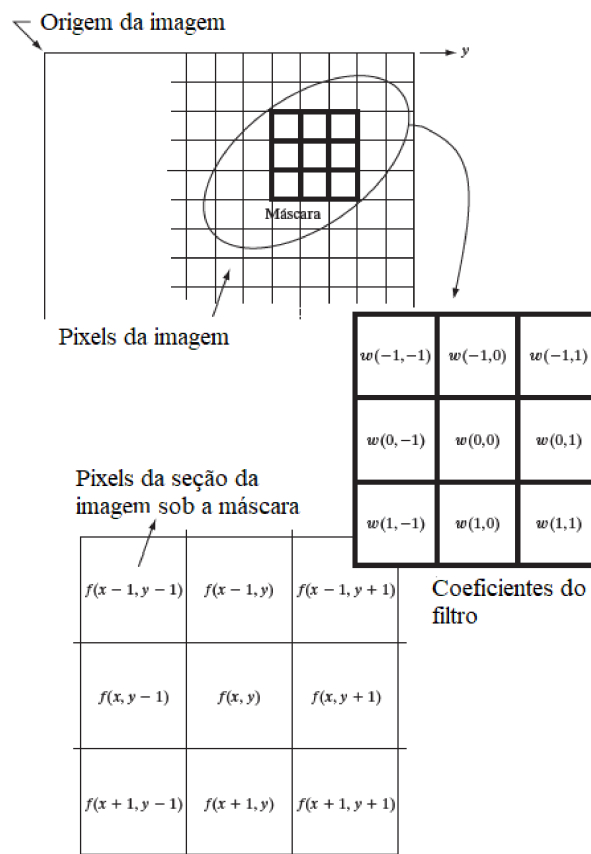 Origem da imagem
y
Máscara
Pixels da imagem
w(−1,−1) w(−1,0) w(−1,1)
w(0,−1) w(0,0) w(0,1)
w(1,−1) w(1,0) w(1,1)
Coeficientes do
filtro
Pixels da seção da
imagem sob a máscara
f(x − 1, y − 1) f(x − 1, y) f(x − 1, y + 1)
f(x, y − 1) f(x, y) f(x, y + 1)
f(x + 1, y − 1) f(x + 1, y) f(x + 1, y + 1)